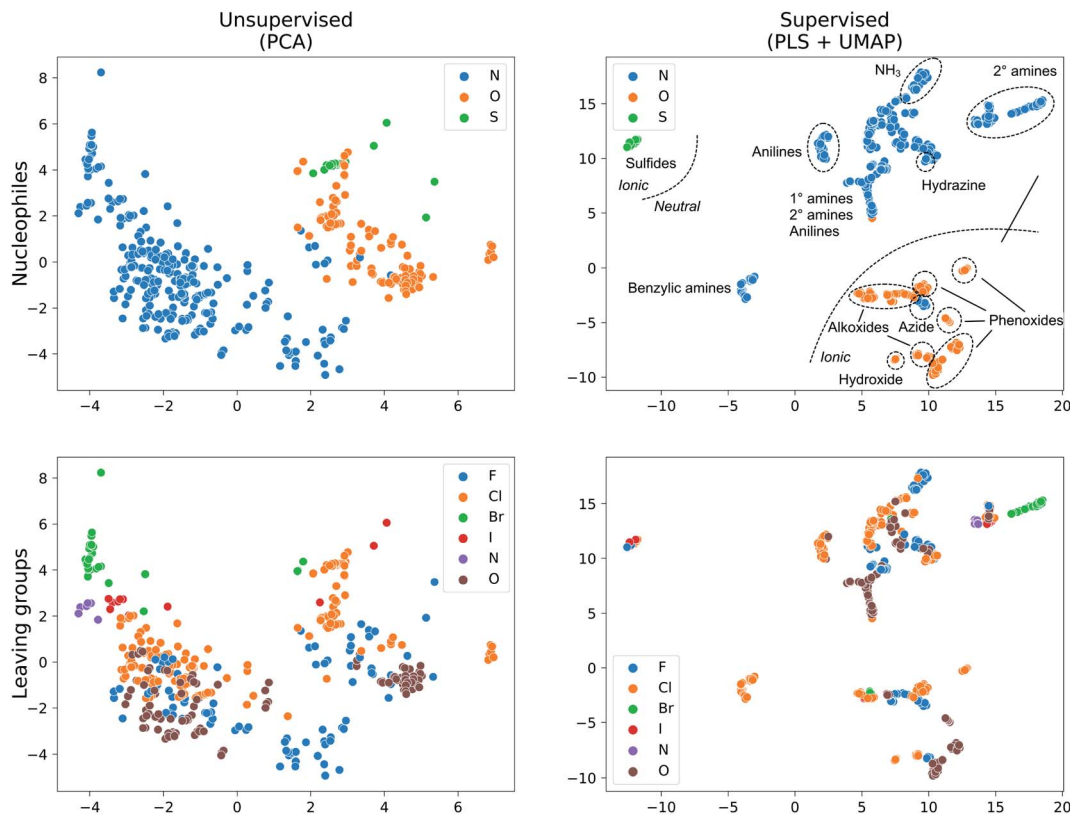 Unsupervised
(PCA)
Supervised
(PLS + UMAP)
Nucleophiles
8
6
4
2
0
−2
−4
−4
−2
0
2
4
6
N
O
S
15
10
5
0
−5
−10
−10
−5
0
5
10
15
20
N
O
S
NH₃
2° amines
Sulfides
Anilines
Hydrazine
Ionic
Neutral
1° amines
2° amines
Anilines
Benzylic amines
Alkoxides
Azide
Phenoxides
Ionic
Hydroxide
Leaving groups
8
6
4
2
0
−2
−4
−4
−2
0
2
4
6
F
Cl
Br
I
N
O
15
10
5
0
−5
−10
−10
−5
0
5
10
15
20
F
Cl
Br
I
N
O